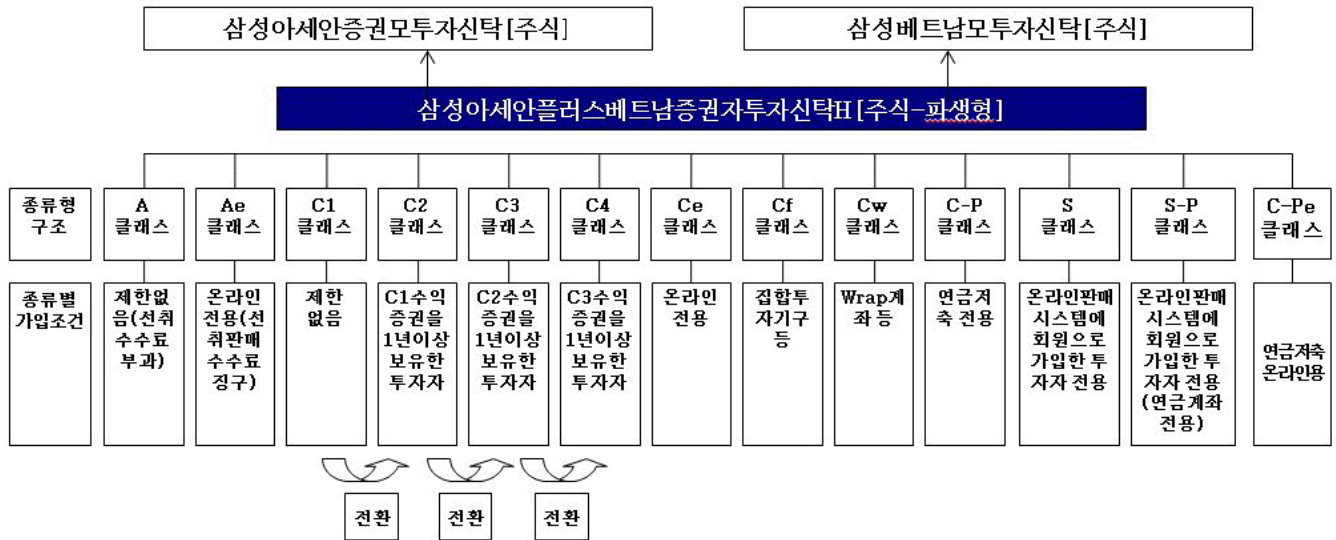 삼성아세안증권모투자신탁[주식]
삼성베트남모투자신탁[주식]
삼성아세안플러스베트남증권자투자신탁Ⅱ[주식-파생형]
종류형
구조
A
클래스
Ae
클래스
C1
클래스
C2
클래스
C3
클래스
C4
클래스
Ce
클래스
Cf
클래스
Cw
클래스
C-P
클래스
S
클래스
S-P
클래스
C-Pe
클래스
종류별
가입조건
제한없
음(선취
수수료
부과)
온라인
전용(선
취판매
수수료
징구)
제한
없음
C1수익
증권을
1년이상
보유한
투자자
C2수익
증권을
1년이상
보유한
투자자
C3수익
증권을
1년이상
보유한
투자자
온라인
전용
집합투
자기구
등
Wrap계
좌 등
연금저
축 전용
온라인판매
시스템에
회원으로
가입한 투
자자 전용
온라인판매
시스템에
회원으로
가입한 투
자자 전용
(연금계좌
전용)
연금저축
온라인용
전환
전환
전환